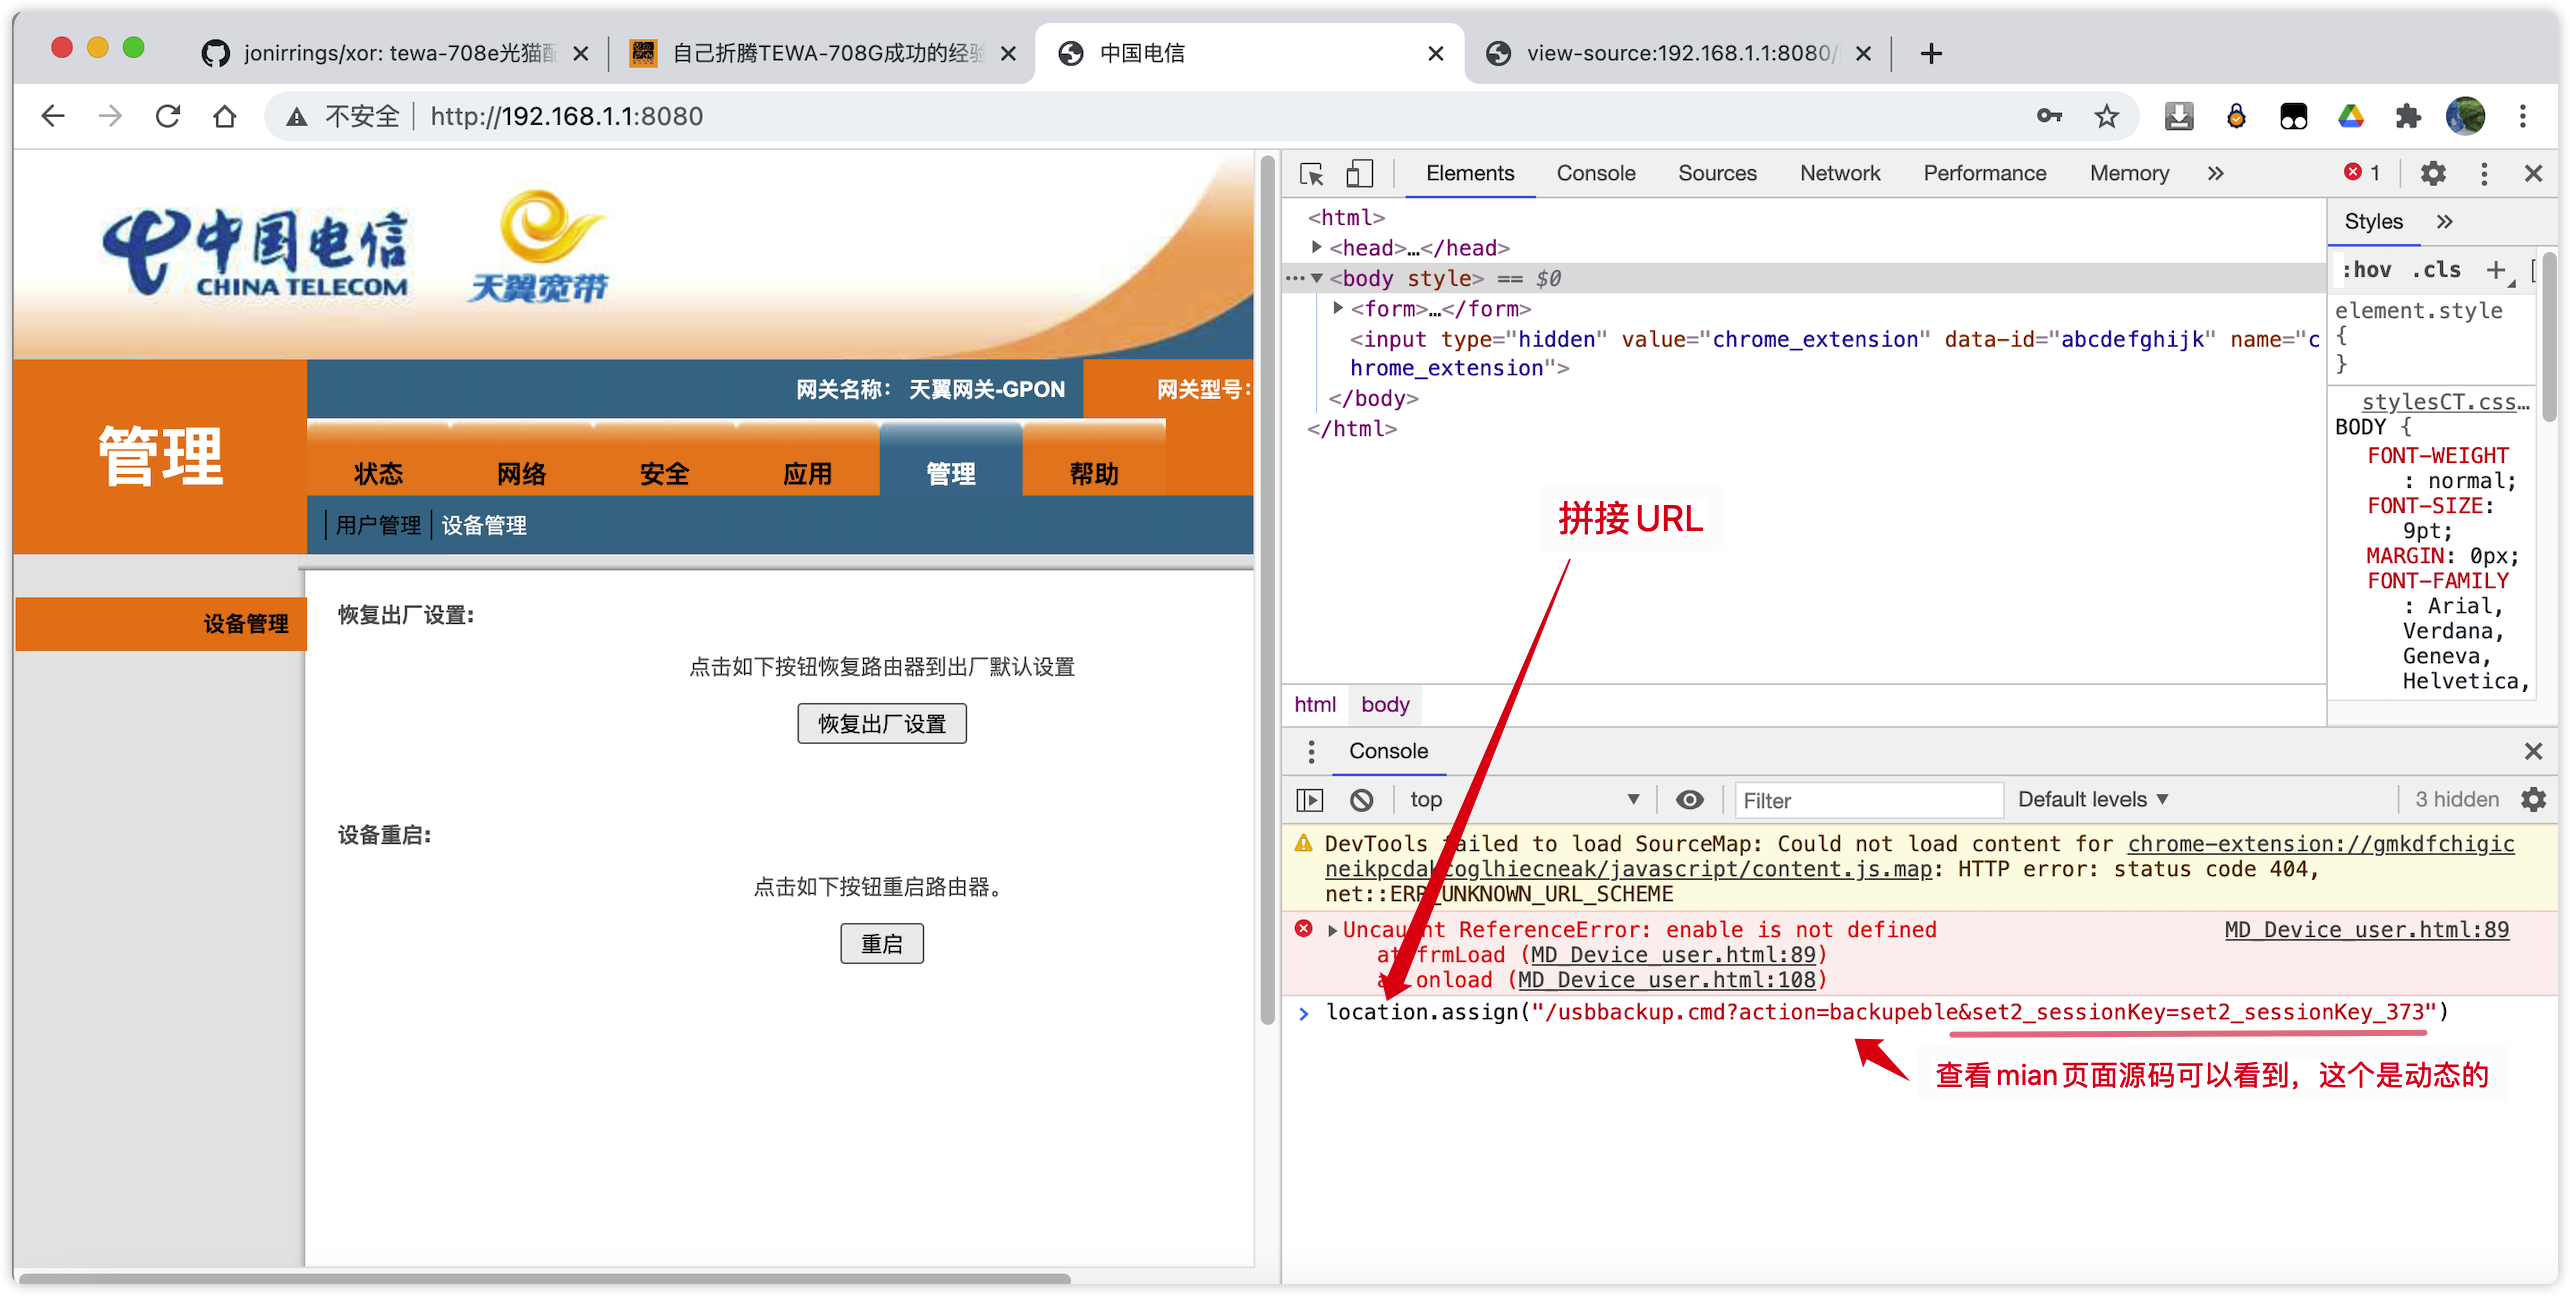 jonirrings/xor: tewa-708e光猫配
自己折腾TEWA-708G成功的经验
中国电信
view-source:192.168.1.1:8080/
不安全
http://192.168.1.1:8080
中国电信
CHINA TELECOM
天翼宽带
网关名称： 天翼网关-GPON
网关型号：
管理
状态
网络
安全
应用
管理
帮助
用户管理
设备管理
设备管理
恢复出厂设置:
点击如下按钮恢复路由器到出厂默认设置
恢复出厂设置
设备重启:
点击如下按钮重启路由器。
重启
Elements
Console
Sources
Network
Performance
Memory
»
1
<html>
<head>…</head>
<body style> == $0
<form>…</form>
<input type="hidden" value="chrome_extension" data-id="abcdefghijk" name="c
hrome_extension">
</body>
</html>
Styles »
:hov .cls +
element.style
{
}
stylesCT.css…
BODY {
FONT-WEIGHT
: normal;
FONT-SIZE:
9pt;
MARGIN: 0px;
FONT-FAMILY
: Arial,
Verdana,
Geneva,
Helvetica,
拼接URL
html
body
Console
top
Filter
Default levels
3 hidden
DevTools failed to load SourceMap: Could not load content for chrome-extension://gmkdfchigic
HTTP error: status code 404,
Uncaught ReferenceError: enable is not defined
MD_Device_user.html:89
at frmLoad (MD_Device_user.html:89)
onload (MD_Device_user.html:108)
location.assign("/usbbackup.cmd?action=backupeble&set2_sessionKey=set2_sessionKey_373")
查看mian页面源码可以看到，这个是动态的